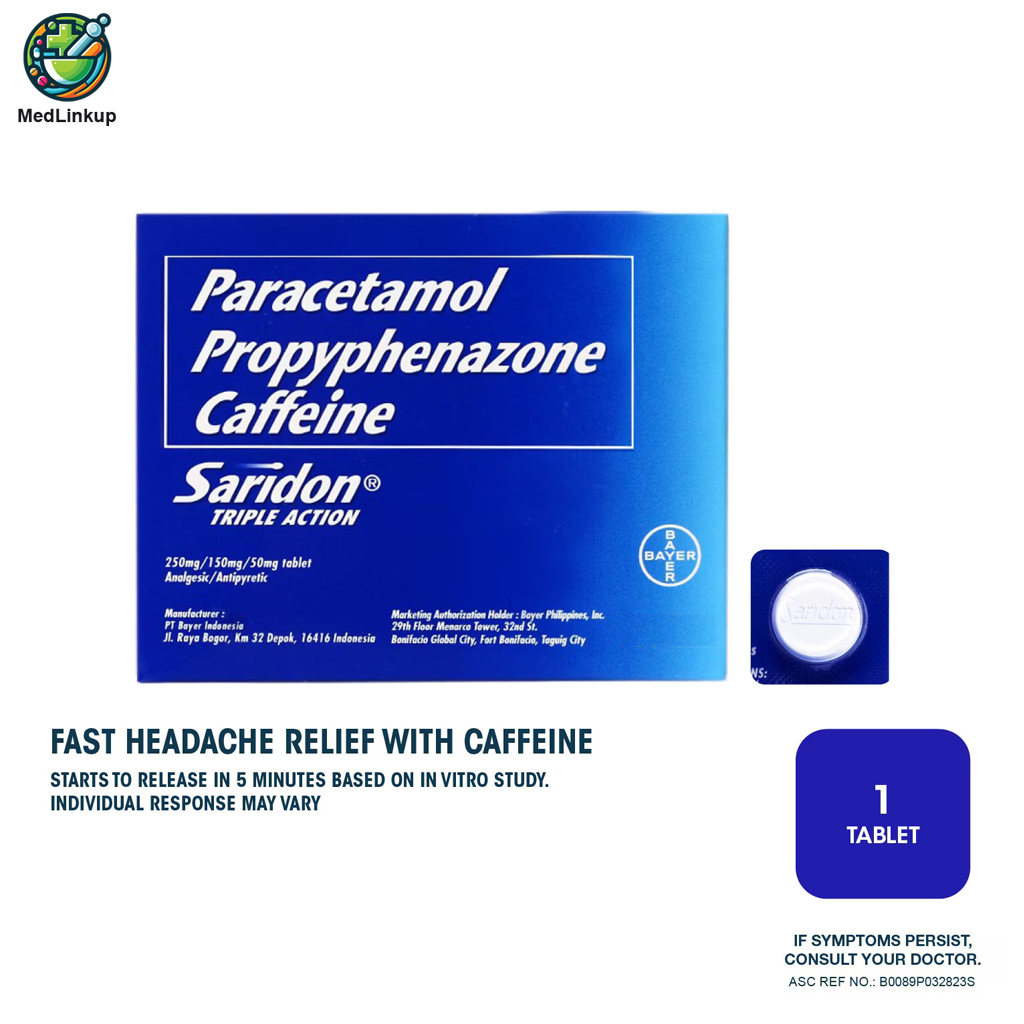 MedLinkup
Paracetamol
Propyphenazone
Caffeine
Saridon®
TRIPLE ACTION
250mg/150mg/50mg tablet
Analgesic/Antipyretic
Manufacturer :
PT Bayer Indonesia
Jl. Raya Bogor, Km 32 Depok, 16416 Indonesia
Marketing Authorization Holder : Bayer Philippines, Inc.
29th Floor Menarco Tower, 32nd St.
Bonifacio Global City, Fort Bonifacio, Taguig City
BAYER
BAYER
Saridon
s
NS:
FAST HEADACHE RELIEF WITH CAFFEINE
STARTS TO RELEASE IN 5 MINUTES BASED ON IN VITRO STUDY.
INDIVIDUAL RESPONSE MAY VARY
1
TABLET
IF SYMPTOMS PERSIST,
CONSULT YOUR DOCTOR.
ASC REF NO.: B0089P032823S